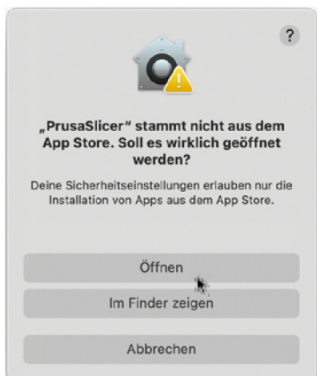 ?
„PrusaSlicer“ stammt nicht aus dem
App Store. Soll es wirklich geöffnet
werden?
Deine Sicherheitseinstellungen erlauben nur die
Installation von Apps aus dem App Store.
Öffnen
Im Finder zeigen
Abbrechen